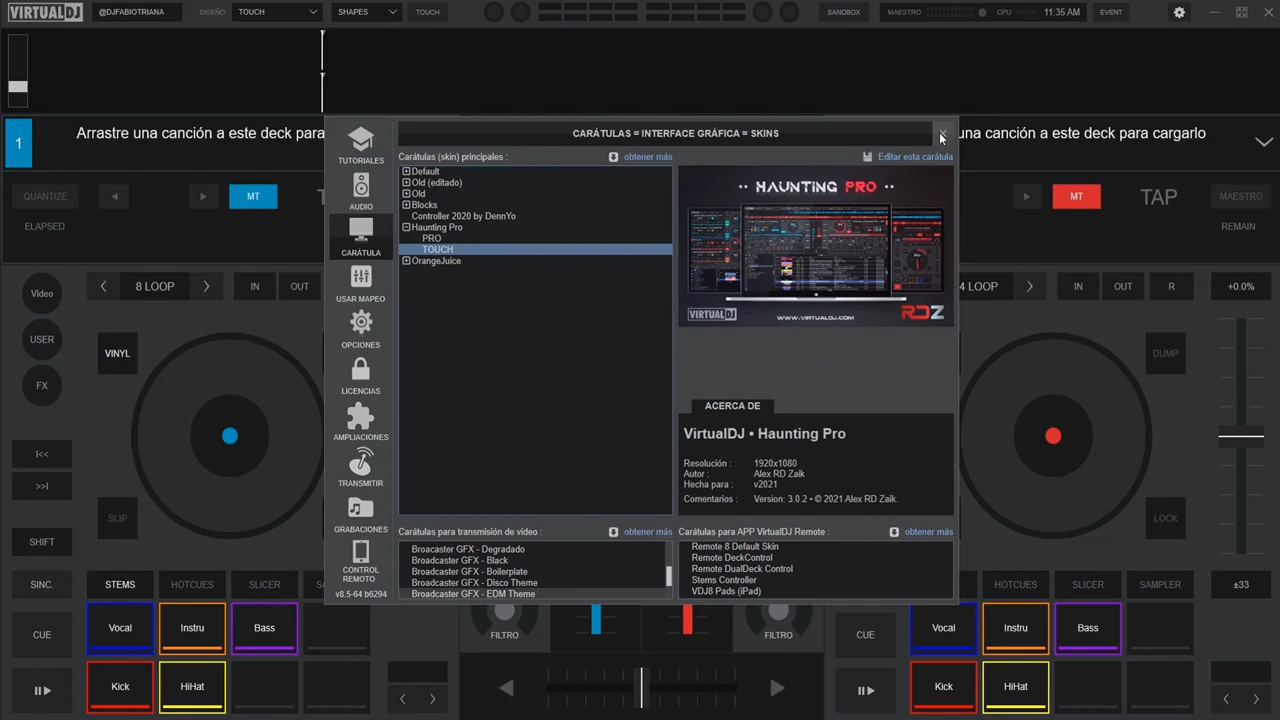 VIRTUALDJ
@DJFABIOTRIANA
DISEÑO
TOUCH
SHAPES
TOUCH
SANDBOX
MAESTRO
CPU
11:35 AM
EVENT
1
Arrastre una canción a este deck para
una canción a este deck para cargarlo
QUANTIZE
MT
MT
TAP
MAESTRO
ELAPSED
REMAIN
CARÁTULAS = INTERFACE GRÁFICA = SKINS
TUTORIALES
AUDIO
CARÁTULA
USAR MAPEO
OPCIONES
LICENCIAS
AMPLIACIONES
TRANSMITIR
GRABACIONES
CONTROL
REMOTO
v8.5-64 b6294
Carátulas (skin) principales :
obtener más
Editar esta carátula
Default
Old (editado)
Old
Blocks
Controller 2020 by DennYo
Haunting Pro
PRO
TOUCH
OrangeJuice
•• HAUNTING PRO ••
VIRTUALDJ
WWW.VIRTUALDJ.COM
RDZ
ACERCA DE
VirtualDJ • Haunting Pro
Resolución : 1920x1080
Autor : Alex RD Zaik
Hecha para : v2021
Comentarios : Version: 3.0.2 • © 2021 Alex RD Zaik.
Carátulas para transmisión de video :
obtener más
Broacaster GFX - Degradado
Broacaster GFX - Black
Broacaster GFX - Boilerplate
Broadcaster GFX - Disco Theme
Broadcaster GFX - EDM Theme
Carátulas para APP VirtualDJ Remote :
obtener más
Remote 8 Default Skin
Remote DeckControl
Remote DualDeck Control
Stems Controller
VDJ8 Pads (iPad)
Video
USER
FX
8 LOOP
IN
OUT
4 LOOP
IN
OUT
R
+0.0%
VINYL
DUMP
|<<
>>|
SLIP
LOCK
SHIFT
SINC.
STEMS
HOTCUES
SLICER
HOTCUES
SLICER
SAMPLER
±33
CUE
Vocal
Instru
Bass
FILTRO
FILTRO
CUE
Vocal
Instru
Bass
Kick
HiHat
Kick
HiHat